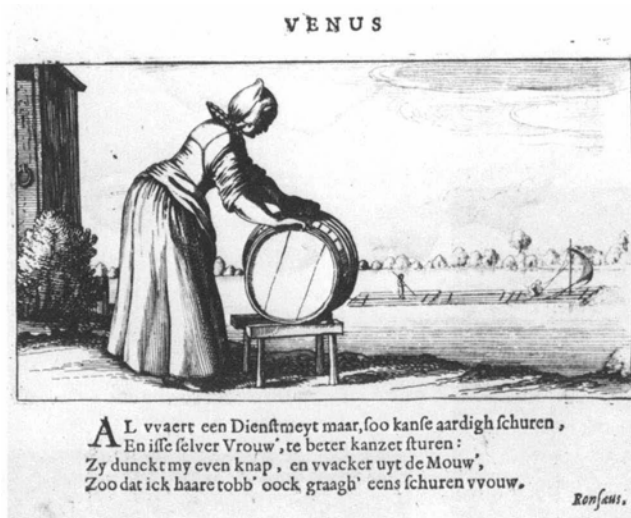 VENUS
AL vvaert een Dienſtmeyt maar, ſoo kanſe aardigh ſchuren,
En iſſe ſelver Vrouw', te beter kanzet ſturen:
Zy dunckt my even knap, en vvacker uyt de Mouw',
Zoo dat ick haare tobb' oock graagh' eens ſchuren vvouw.
Ronſaus.